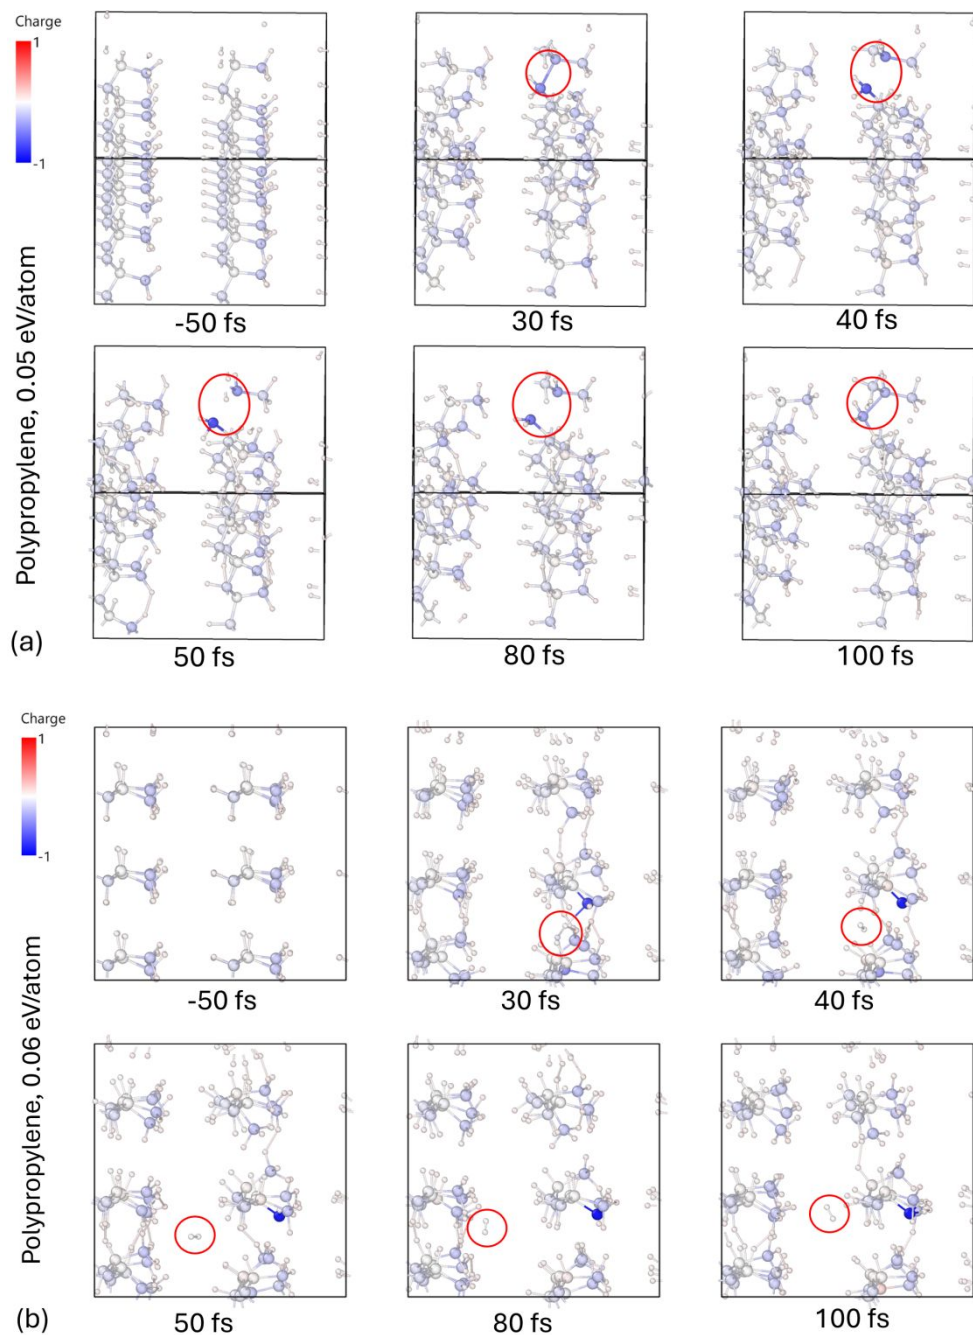 Charge
1
-1
Polypropylene, 0.05 eV/atom
-50 fs
30 fs
40 fs
50 fs
80 fs
100 fs
(a)
Charge
1
-1
Polypropylene, 0.06 eV/atom
-50 fs
30 fs
40 fs
50 fs
80 fs
100 fs
(b)